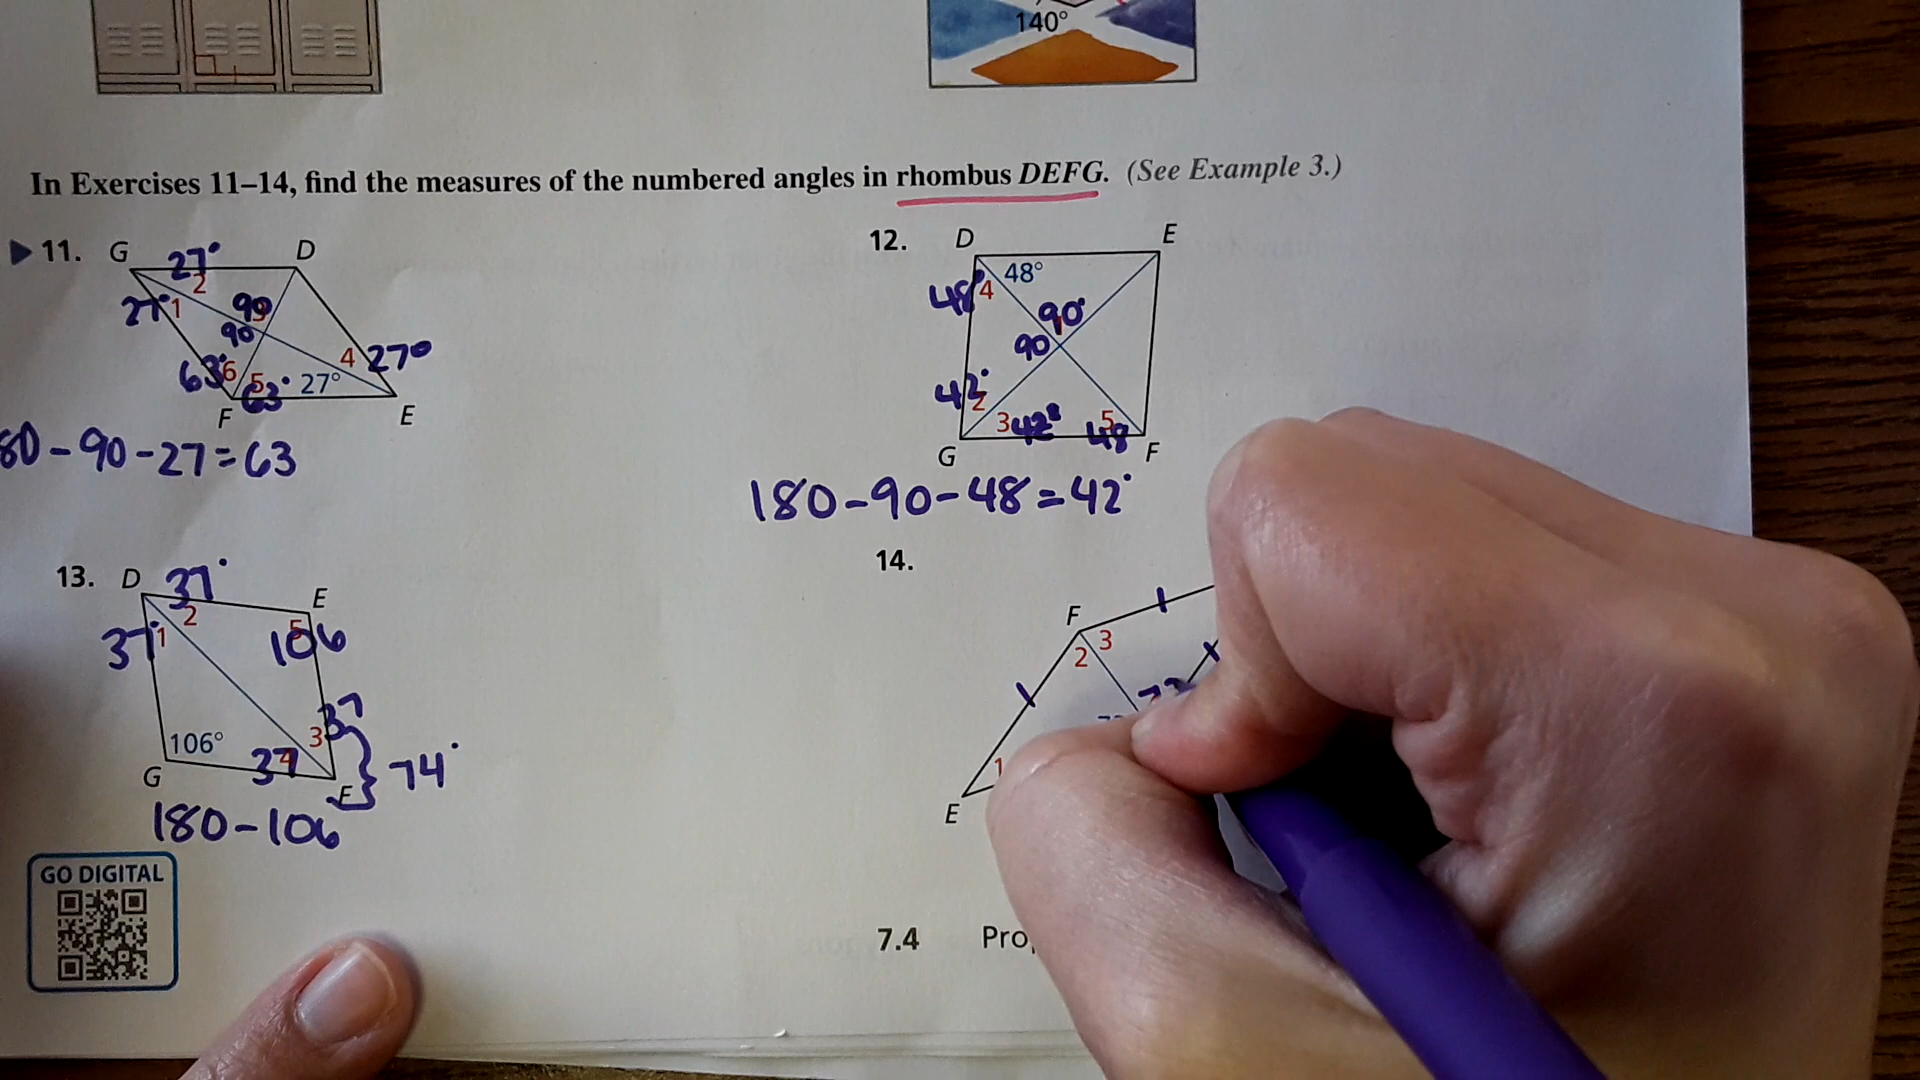 140°
In Exercises 11–14, find the measures of the numbered angles in rhombus DEFG. (See Example 3.)
11. G 27° D
2
27° 1 90
90
4 27°
63° 6 5 63° 27°
F E
80-90-27=63
12. D E
48°
48° 4
90°
90
42° 2
3 42° 5 48
G F
180-90-48=42°
13. D 37° E
2
37° 1 5 106
37
3
106° 37 4 74°
G F
180-106
14.
F
3
2
1
E
GO DIGITAL
7.4